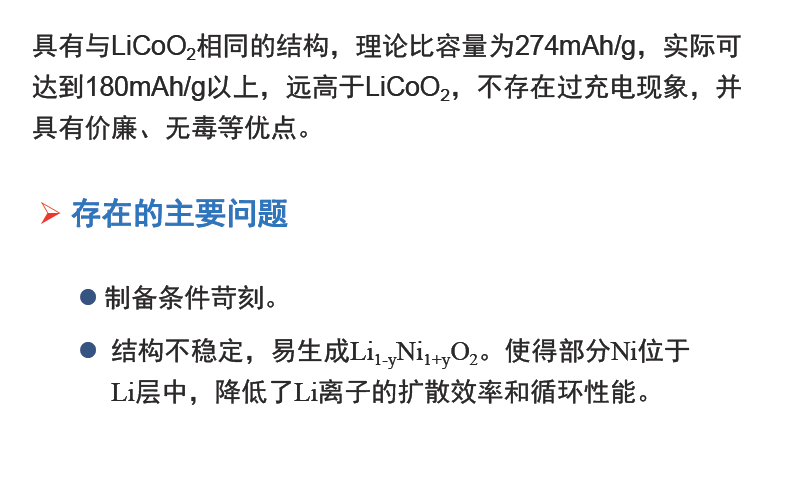 具有与LiCoO₂相同的结构，理论比容量为274mAh/g，实际可
达到180mAh/g以上，远高于LiCoO₂，不存在过充电现象，并
具有价廉、无毒等优点。
存在的主要问题
制备条件苛刻。
结构不稳定，易生成Li₁₋yNi₁₊yO₂。使得部分Ni位于
Li层中，降低了Li离子的扩散效率和循环性能。